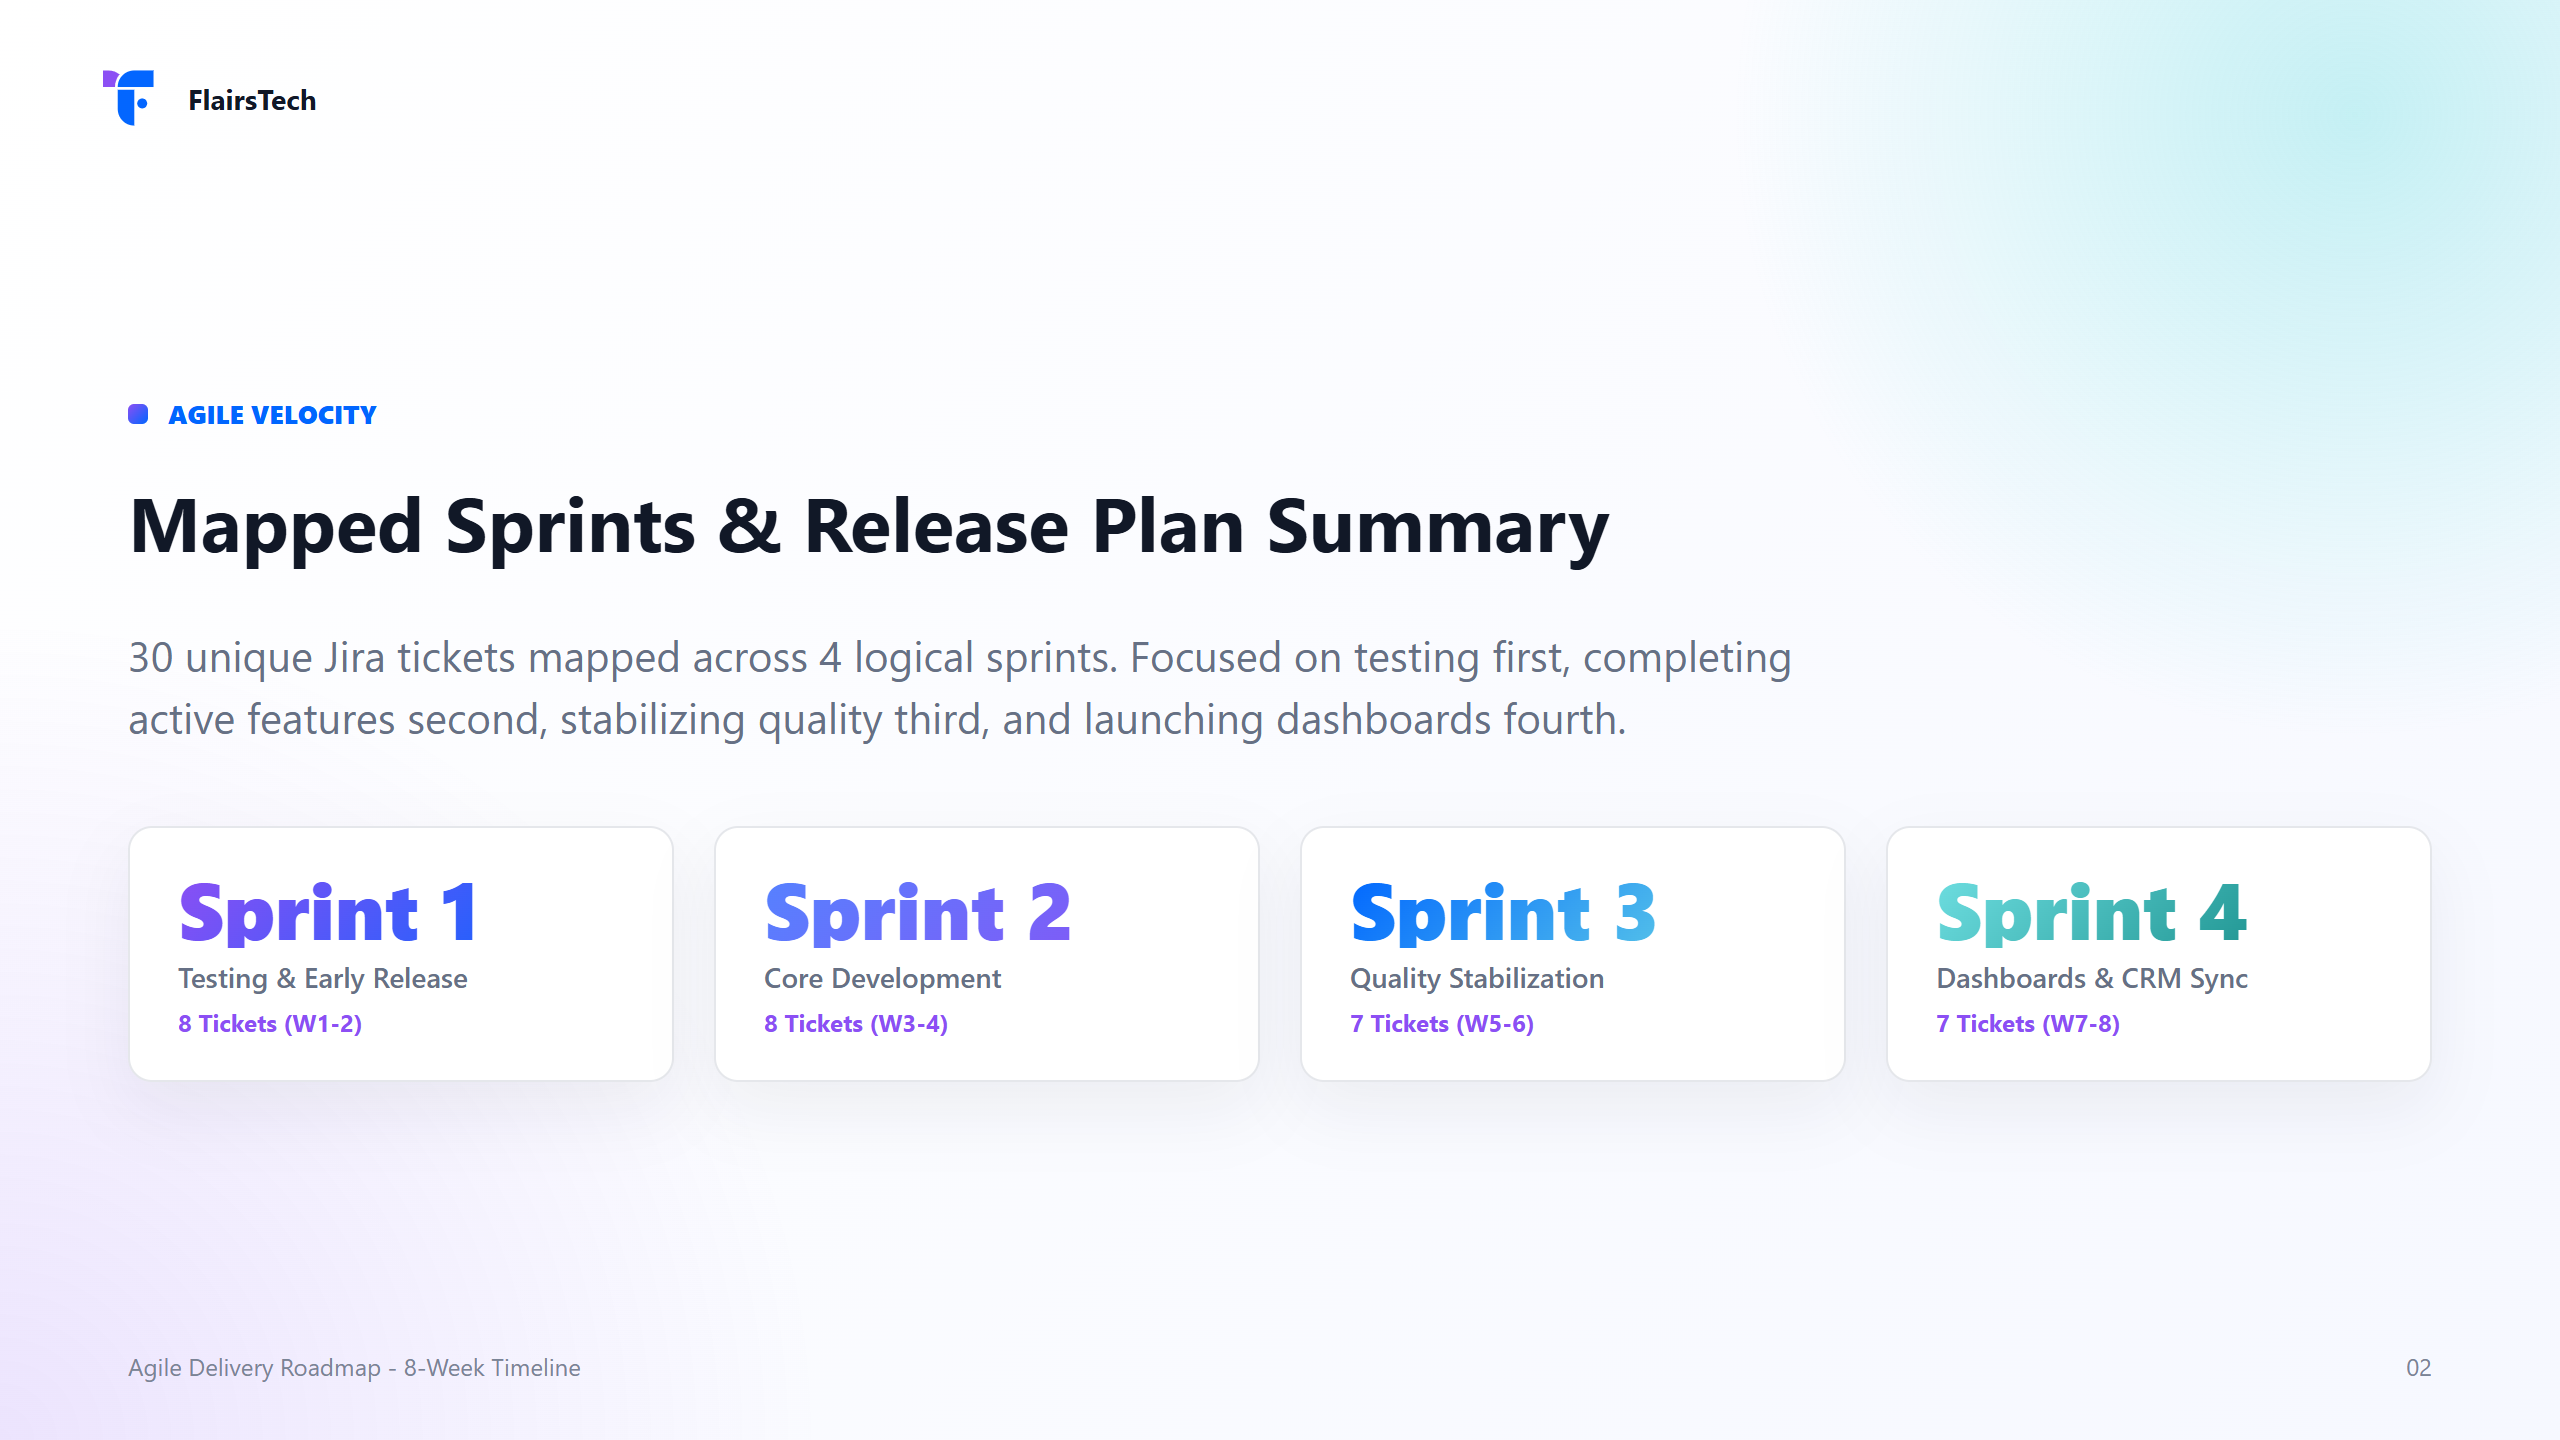 FlairsTech
AGILE VELOCITY
Mapped Sprints & Release Plan Summary
30 unique Jira tickets mapped across 4 logical sprints. Focused on testing first, completing
active features second, stabilizing quality third, and launching dashboards fourth.
Sprint 1
Testing & Early Release
8 Tickets (W1-2)
Sprint 2
Core Development
8 Tickets (W3-4)
Sprint 3
Quality Stabilization
7 Tickets (W5-6)
Sprint 4
Dashboards & CRM Sync
7 Tickets (W7-8)
Agile Delivery Roadmap - 8-Week Timeline
02